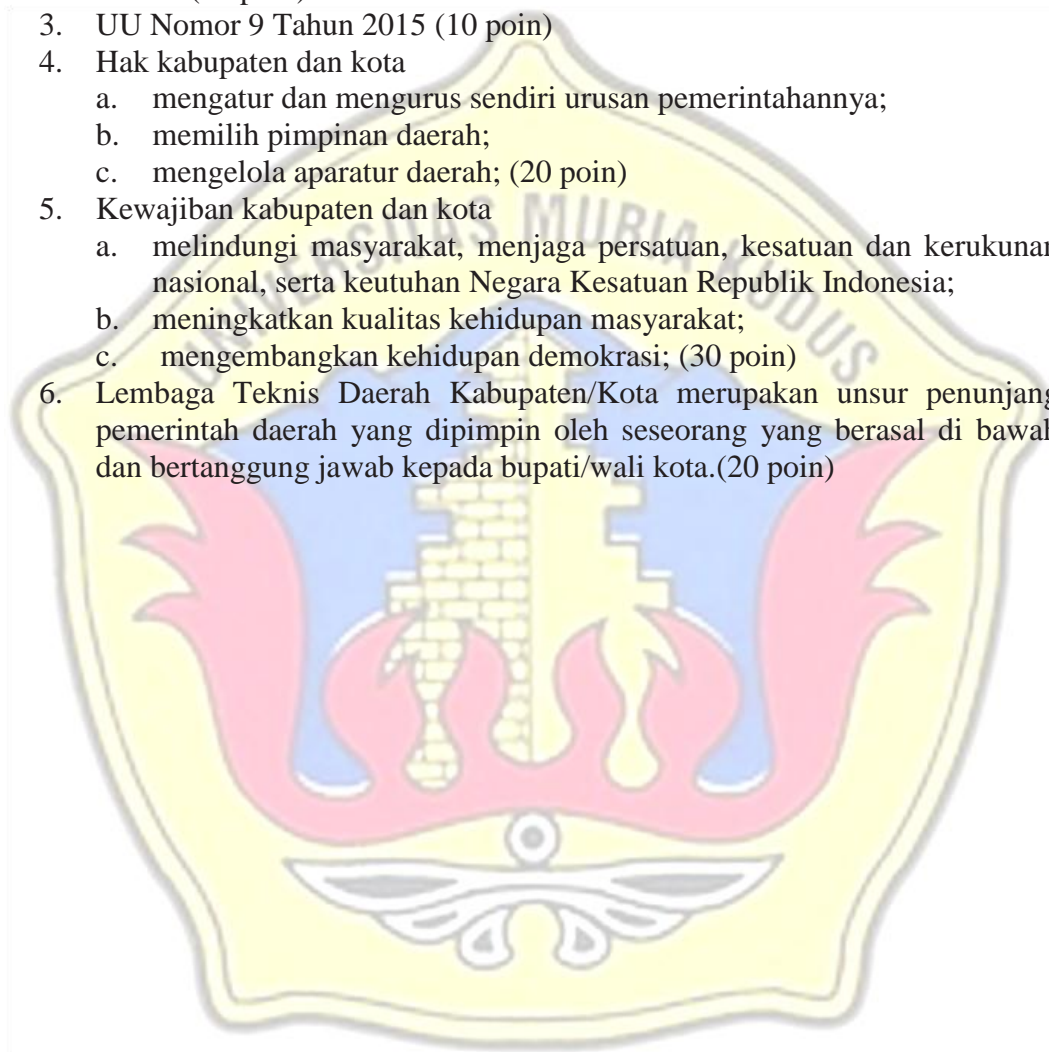 3. UU Nomor 9 Tahun 2015 (10 poin)
4. Hak kabupaten dan kota
a. mengatur dan mengurus sendiri urusan pemerintahannya;
b. memilih pimpinan daerah;
c. mengelola aparatur daerah; (20 poin)
5. Kewajiban kabupaten dan kota
a. melindungi masyarakat, menjaga persatuan, kesatuan dan kerukunan
nasional, serta keutuhan Negara Kesatuan Republik Indonesia;
b. meningkatkan kualitas kehidupan masyarakat;
c. mengembangkan kehidupan demokrasi; (30 poin)
6. Lembaga Teknis Daerah Kabupaten/Kota merupakan unsur penunjang
pemerintah daerah yang dipimpin oleh seseorang yang berasal di bawah
dan bertanggung jawab kepada bupati/wali kota.(20 poin)
UNIVERSITAS MURIA KUDUS